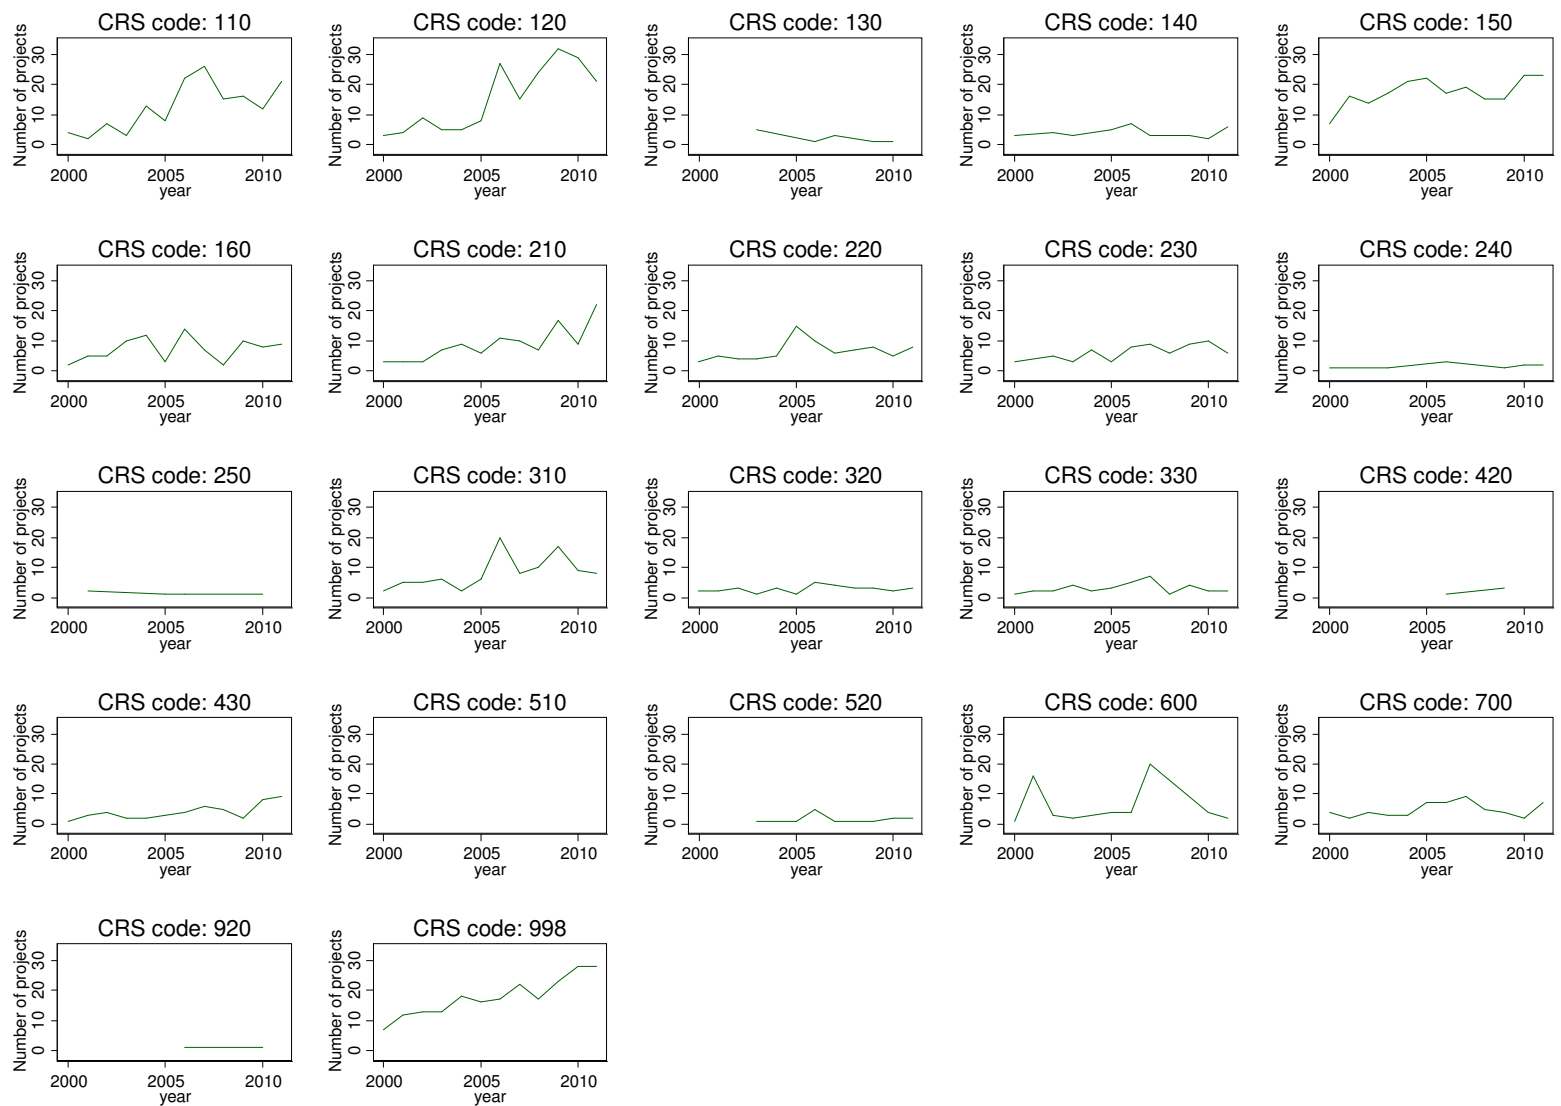 CRS code: 110
Number of projects
0 10 20 30
2000 2005 2010
year
CRS code: 120
Number of projects
0 10 20 30
2000 2005 2010
year
CRS code: 130
Number of projects
0 10 20 30
2000 2005 2010
year
CRS code: 140
Number of projects
0 10 20 30
2000 2005 2010
year
CRS code: 150
Number of projects
0 10 20 30
2000 2005 2010
year
CRS code: 160
Number of projects
0 10 20 30
2000 2005 2010
year
CRS code: 210
Number of projects
0 10 20 30
2000 2005 2010
year
CRS code: 220
Number of projects
0 10 20 30
2000 2005 2010
year
CRS code: 230
Number of projects
0 10 20 30
2000 2005 2010
year
CRS code: 240
Number of projects
0 10 20 30
2000 2005 2010
year
CRS code: 250
Number of projects
0 10 20 30
2000 2005 2010
year
CRS code: 310
Number of projects
0 10 20 30
2000 2005 2010
year
CRS code: 320
Number of projects
0 10 20 30
2000 2005 2010
year
CRS code: 330
Number of projects
0 10 20 30
2000 2005 2010
year
CRS code: 420
Number of projects
0 10 20 30
2000 2005 2010
year
CRS code: 430
Number of projects
0 10 20 30
2000 2005 2010
year
CRS code: 510
Number of projects
0 10 20 30
2000 2005 2010
year
CRS code: 520
Number of projects
0 10 20 30
2000 2005 2010
year
CRS code: 600
Number of projects
0 10 20 30
2000 2005 2010
year
CRS code: 700
Number of projects
0 10 20 30
2000 2005 2010
year
CRS code: 920
Number of projects
0 10 20 30
2000 2005 2010
year
CRS code: 998
Number of projects
0 10 20 30
2000 2005 2010
year